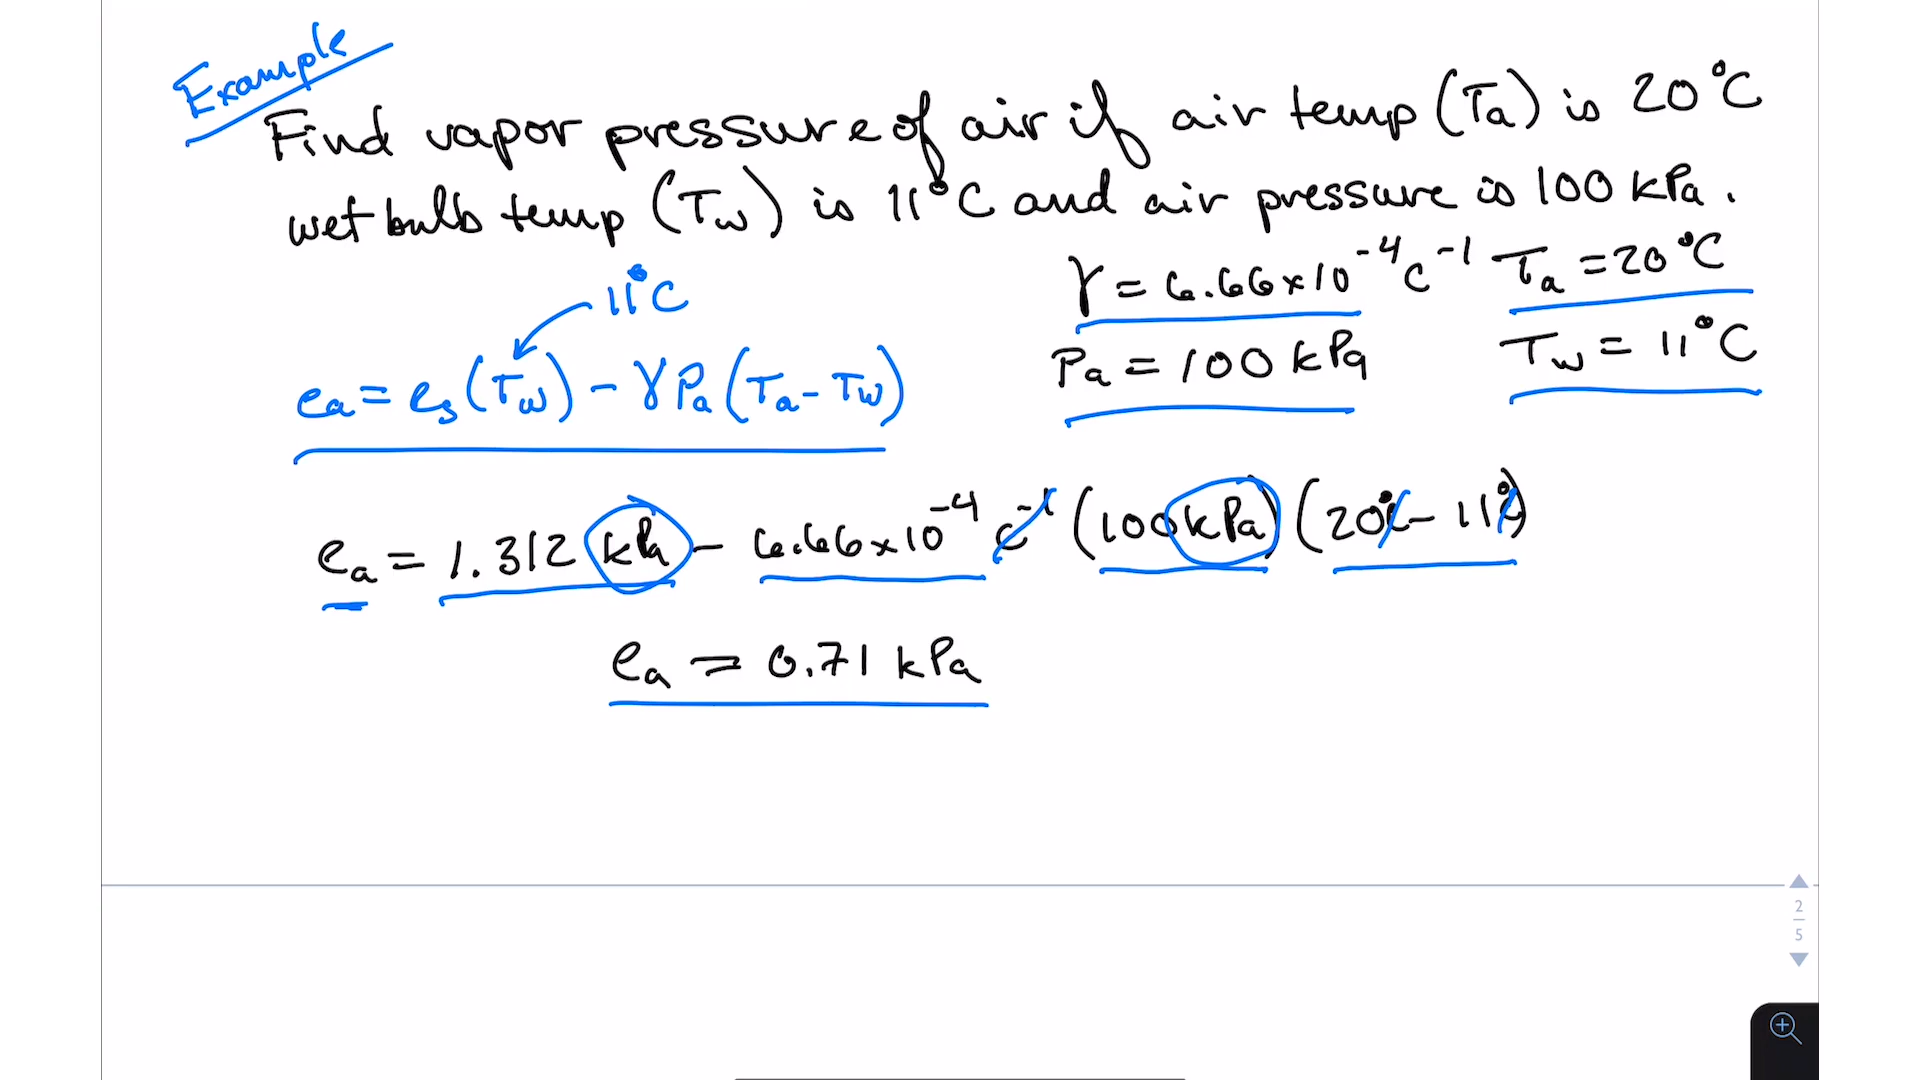 Example
Find vapor pressure of air if air temp (Ta) is 20°C
wet bulb temp (Tw) is 11°C and air pressure is 100 kPa.
γ = 6.66×10⁻⁴ C⁻¹ Ta = 20°C
11°C
Pa = 100 kPa Tw = 11°C
ea = es (Tw) - γ Pa (Ta - Tw)
ea = 1.312 kPa - 6.66×10⁻⁴ C⁻¹ (100 kPa) (20°C - 11°C)
ea = 0.71 kPa
2
5